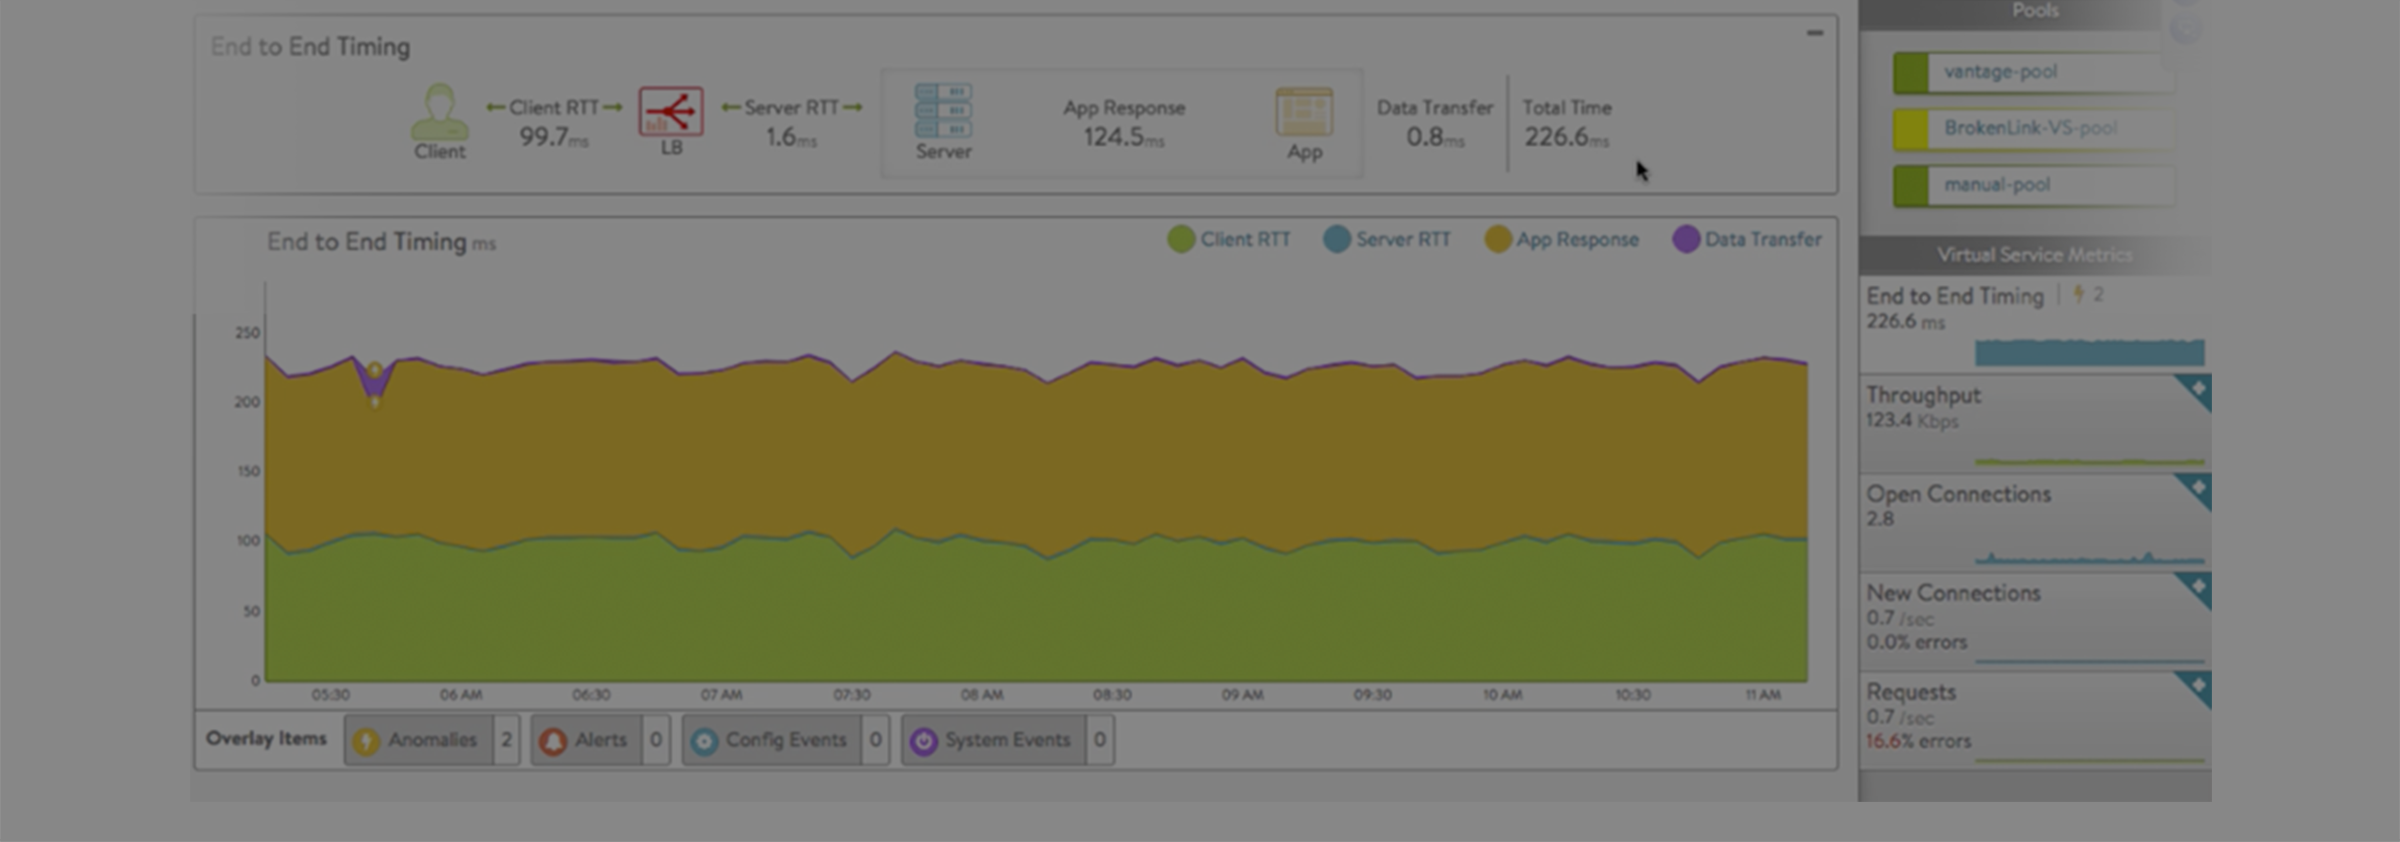 End to End Timing
Client
Client RTT
99.7ms
LB
Server RTT
1.6ms
Server
App Response
124.5ms
App
Data Transfer
0.8ms
Total Time
226.6ms
End to End Timing ms
Client RTT
Server RTT
App Response
Data Transfer
250
200
150
100
50
0
05:30
06 AM
06:30
07 AM
07:30
08 AM
08:30
09 AM
09:30
10 AM
10:30
11 AM
Overlay Items
Anomalies 2
Alerts 0
Config Events 0
System Events 0
Pools
vantage-pool
BrokenLink-VS-pool
manual-pool
Virtual Service Metrics
End to End Timing 2
226.6 ms
Throughput
123.4 Kbps
Open Connections
2.8
New Connections
0.7 /sec
0.0% errors
Requests
0.7 /sec
16.6% errors